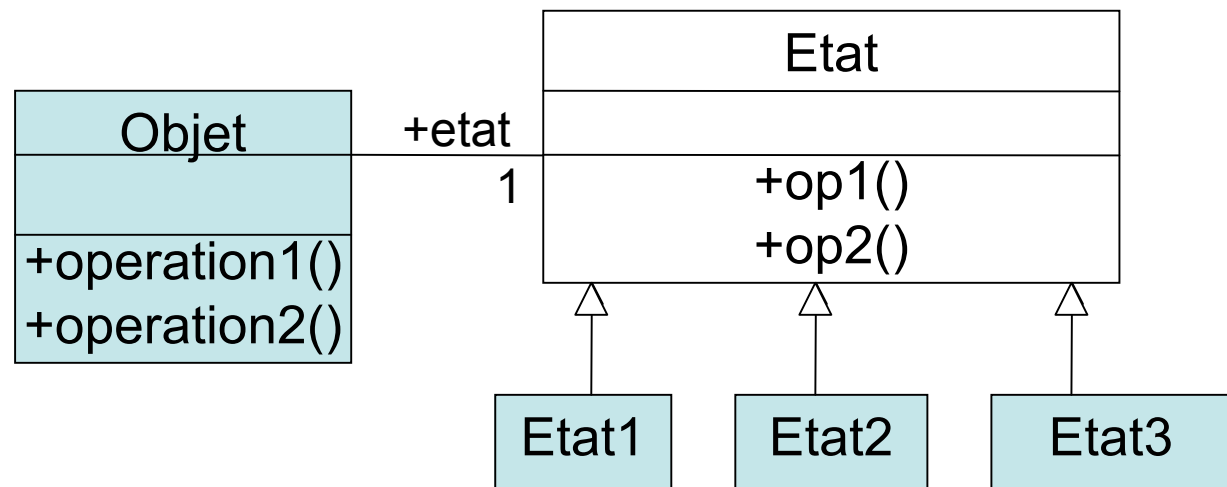 Etat
Objet
+etat
1
+op1()
+op2()
+operation1()
+operation2()
Etat1
Etat2
Etat3